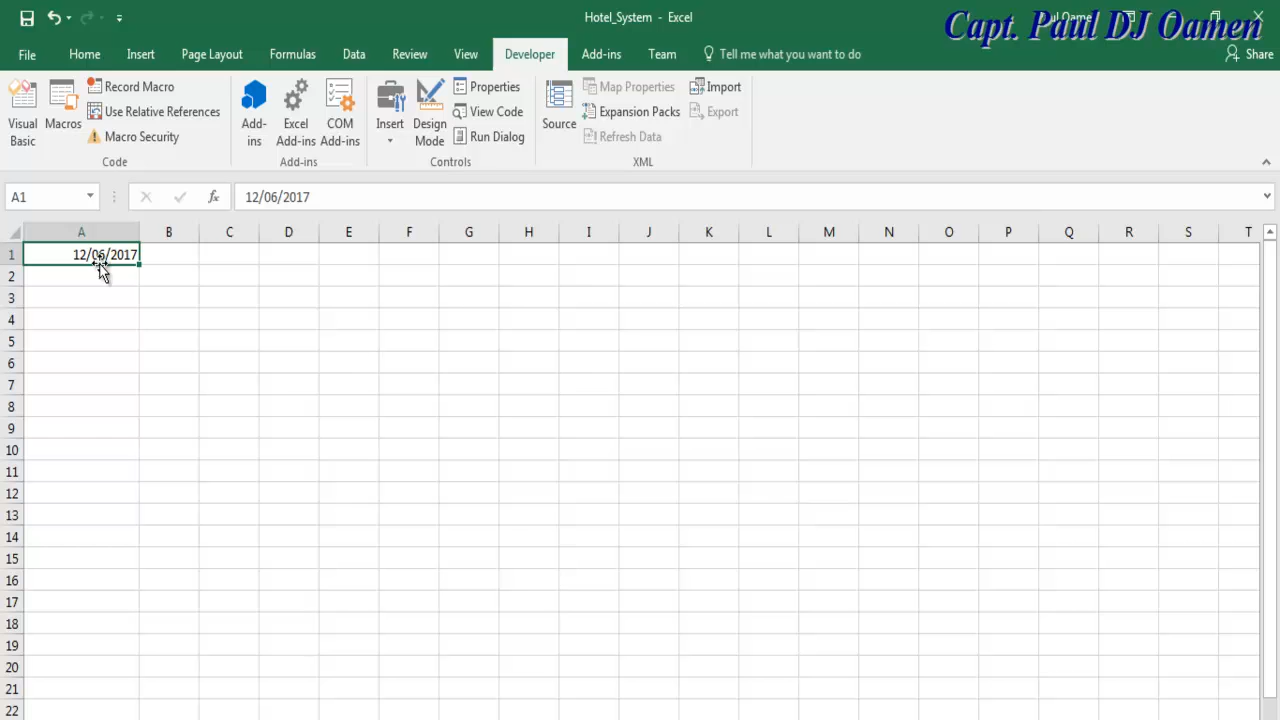 Hotel_System - Excel
Capt. Paul DJ Oamen
File Home Insert Page Layout Formulas Data Review View Developer Add-ins Team Tell me what you want to do Share
Visual Basic
Macros
Record Macro
Use Relative References
Macro Security
Code
Add-ins
Excel Add-ins
COM Add-ins
Add-ins
Insert
Design Mode
Properties
View Code
Run Dialog
Controls
Source
Map Properties
Expansion Packs
Refresh Data
Import
Export
XML
A1 fx 12/06/2017
A B C D E F G H I J K L M N O P Q R S T
1 12/06/2017
2
3
4
5
6
7
8
9
10
11
12
13
14
15
16
17
18
19
20
21
22